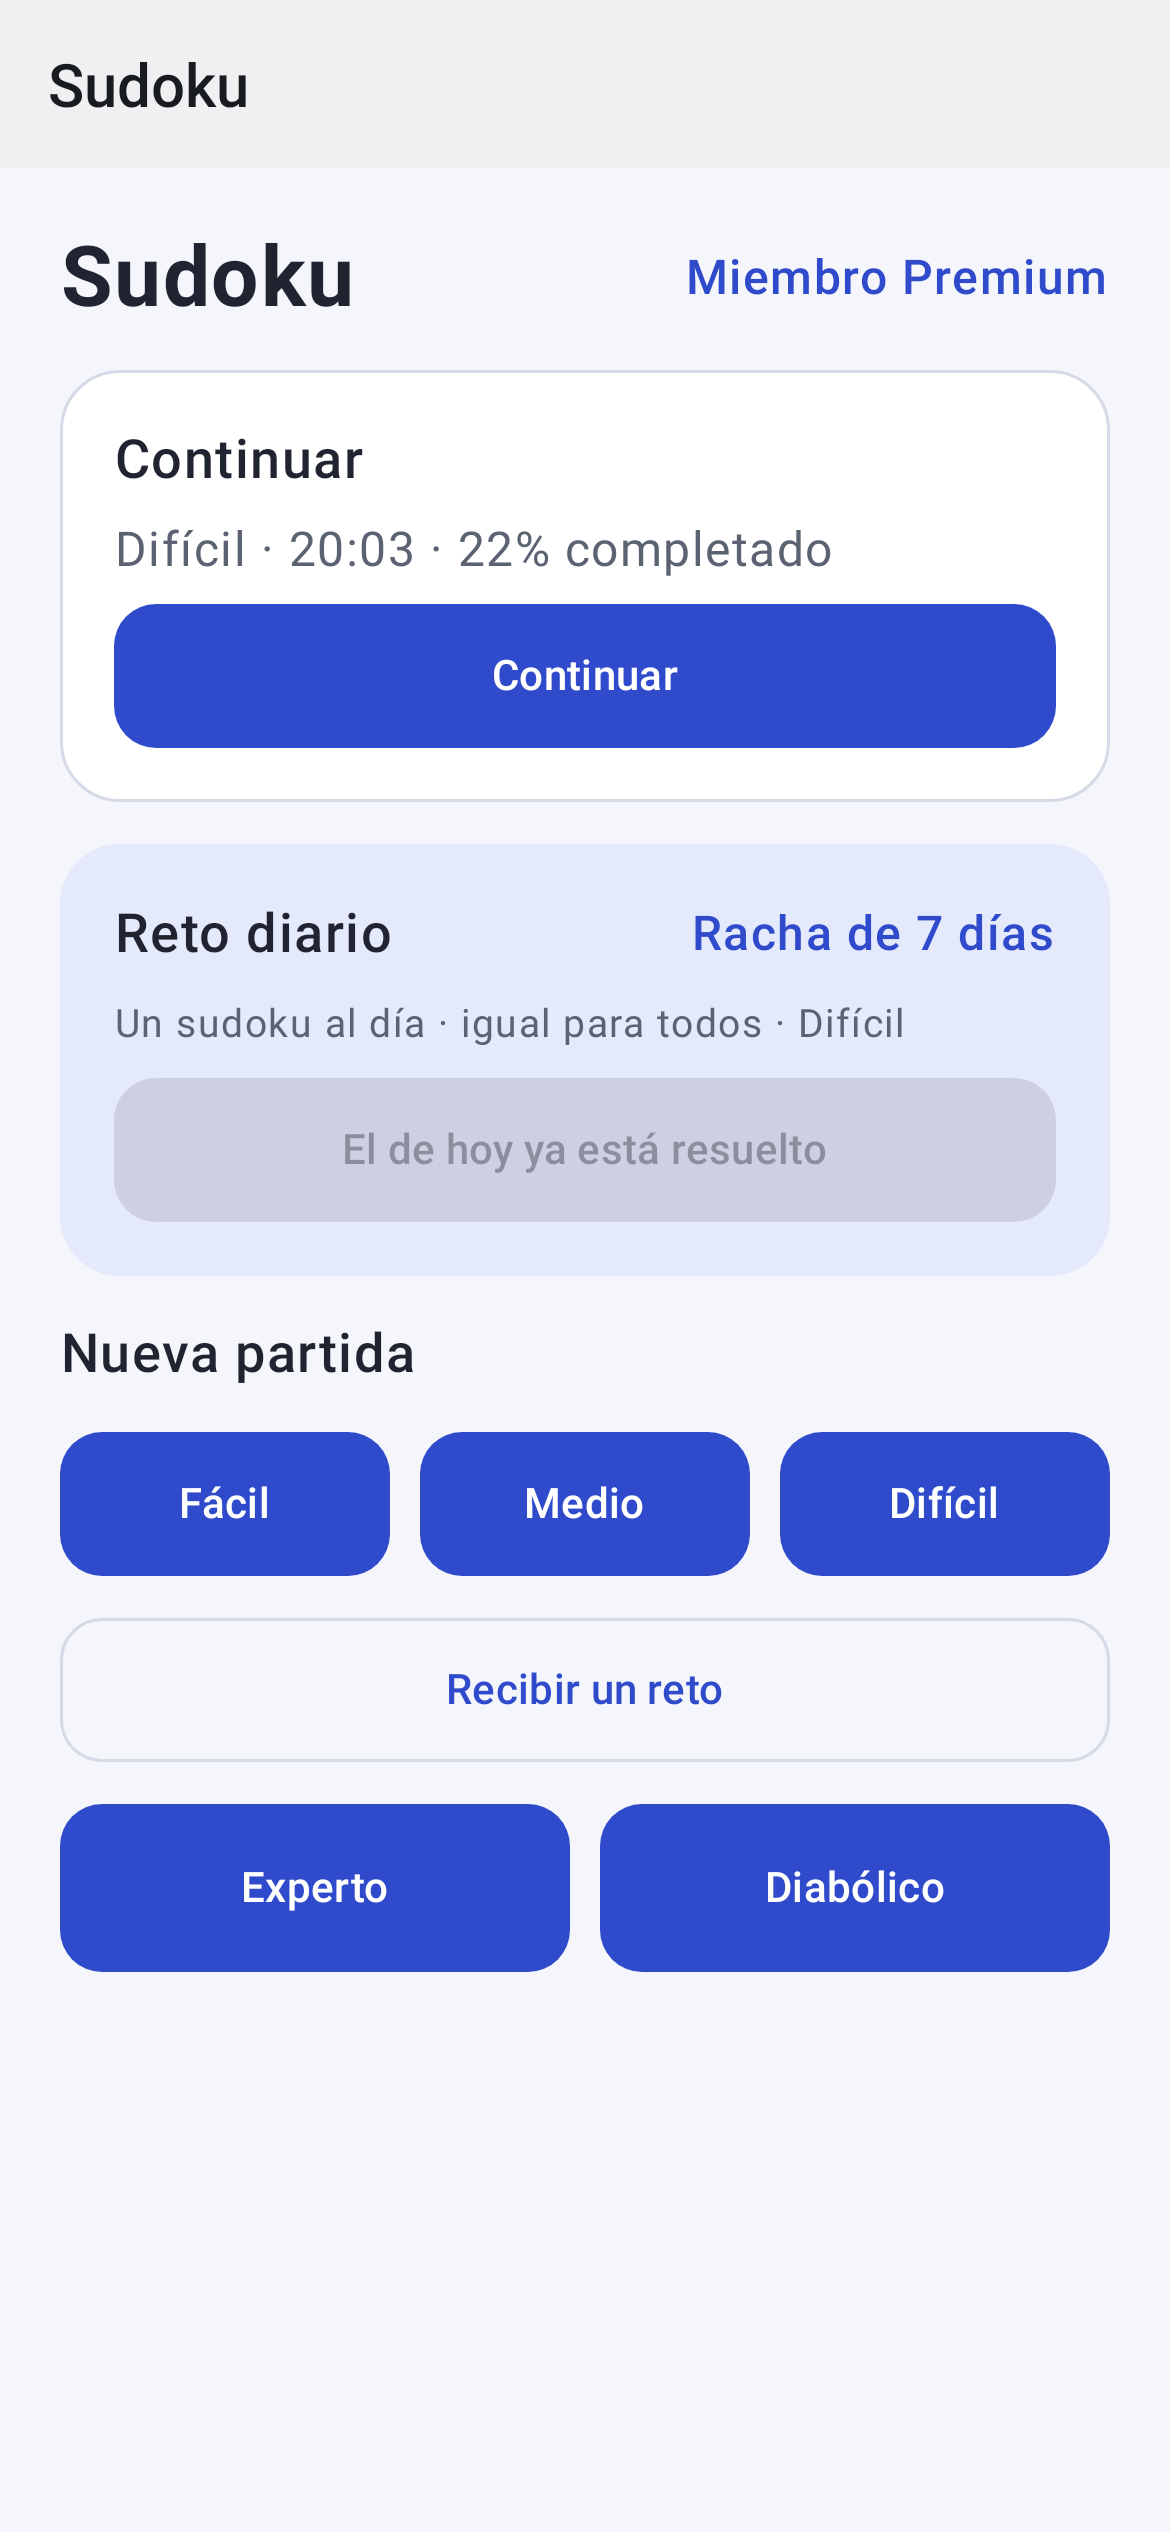 Sudoku
Sudoku
Miembro Premium
Continuar
Difícil · 20:03 · 22% completado
Continuar
Reto diario
Racha de 7 días
Un sudoku al día · igual para todos · Difícil
El de hoy ya está resuelto
Nueva partida
Fácil
Medio
Difícil
Recibir un reto
Experto
Diabólico